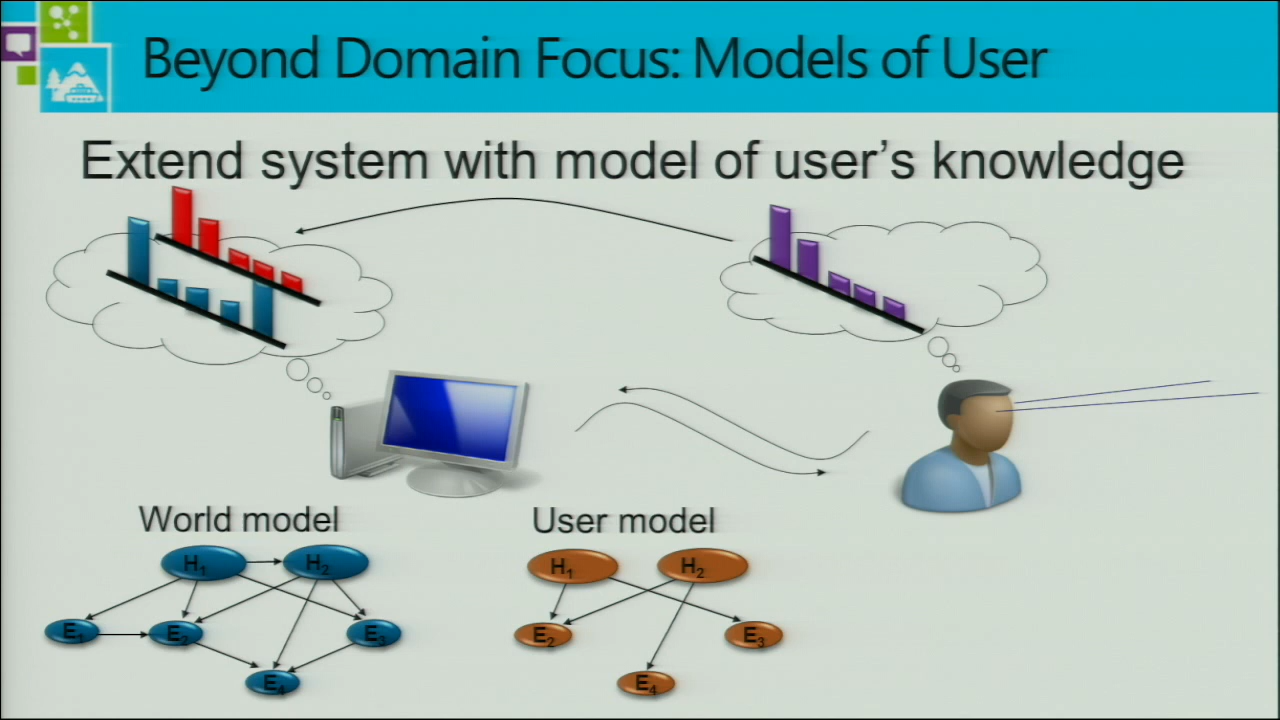 Beyond Domain Focus: Models of User
Extend system with model of user's knowledge
World model
User model
H1
H2
H1
H2
E1
E2
E3
E2
E3
E4
E4